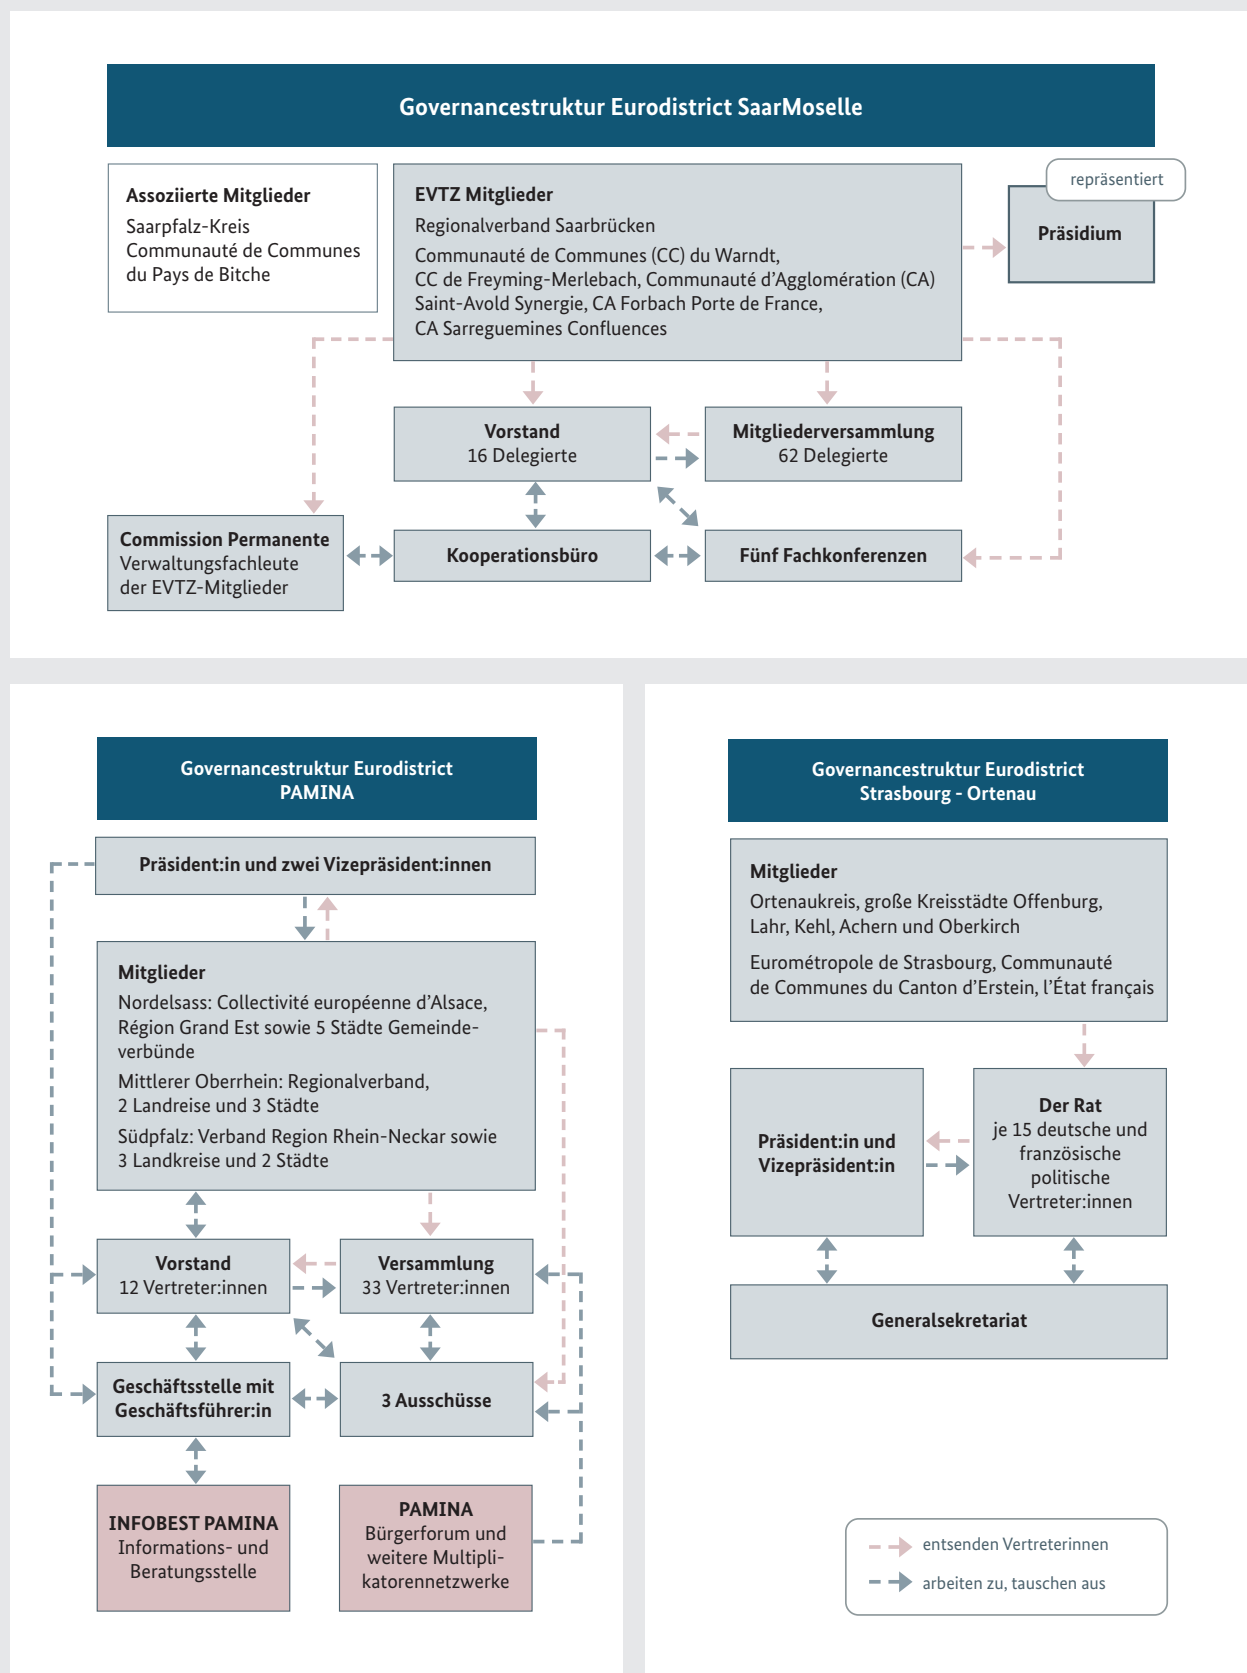 Governancestruktur Eurodistrict SaarMoselle
Assoziierte Mitglieder
Saarpfalz-Kreis
Communauté de Communes
du Pays de Bitche
EVTZ Mitglieder
Regionalverband Saarbrücken
Communauté de Communes (CC) du Warndt,
CC de Freyming-Merlebach, Communauté d’Agglomération (CA)
Saint-Avold Synergie, CA Forbach Porte de France,
CA Sarreguemines Confluences
repräsentiert
Präsidium
Vorstand
16 Delegierte
Mitgliederversammlung
62 Delegierte
Commission Permanente
Verwaltungsfachleute
der EVTZ-Mitglieder
Kooperationsbüro
Fünf Fachkonferenzen
Governancestruktur Eurodistrict
PAMINA
Präsident:in und zwei Vizepräsident:innen
Mitglieder
Nordelsass: Collectivité européenne d’Alsace,
Région Grand Est sowie 5 Städte Gemeinde-
verbünde
Mittlerer Oberrhein: Regionalverband,
2 Landreise und 3 Städte
Südpfalz: Verband Region Rhein-Neckar sowie
3 Landkreise und 2 Städte
Vorstand
12 Vertreter:innen
Versammlung
33 Vertreter:innen
Geschäftsstelle mit
Geschäftsführer:in
3 Ausschüsse
INFOBEST PAMINA
Informations- und
Beratungsstelle
PAMINA
Bürgerforum und
weitere Multipli-
katorennetzwerke
Governancestruktur Eurodistrict
Strasbourg - Ortenau
Mitglieder
Ortenaukreis, große Kreisstädte Offenburg,
Lahr, Kehl, Achern und Oberkirch
Eurométropole de Strasbourg, Communauté
de Communes du Canton d’Erstein, l’État français
Präsident:in und
Vizepräsident:in
Der Rat
je 15 deutsche und
französische
politische
Vertreter:innen
Generalsekretariat
entsenden Vertreterinnen
arbeiten zu, tauschen aus